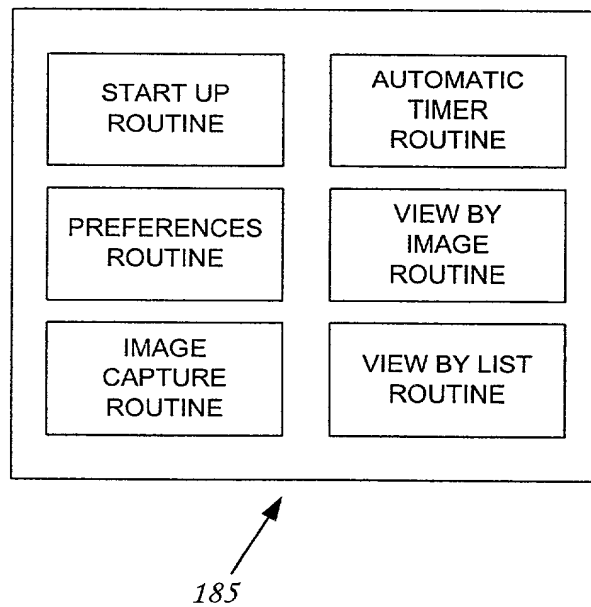 START UP
ROUTINE
AUTOMATIC
TIMER
ROUTINE
PREFERENCES
ROUTINE
VIEW BY
IMAGE
ROUTINE
IMAGE
CAPTURE
ROUTINE
VIEW BY LIST
ROUTINE
185